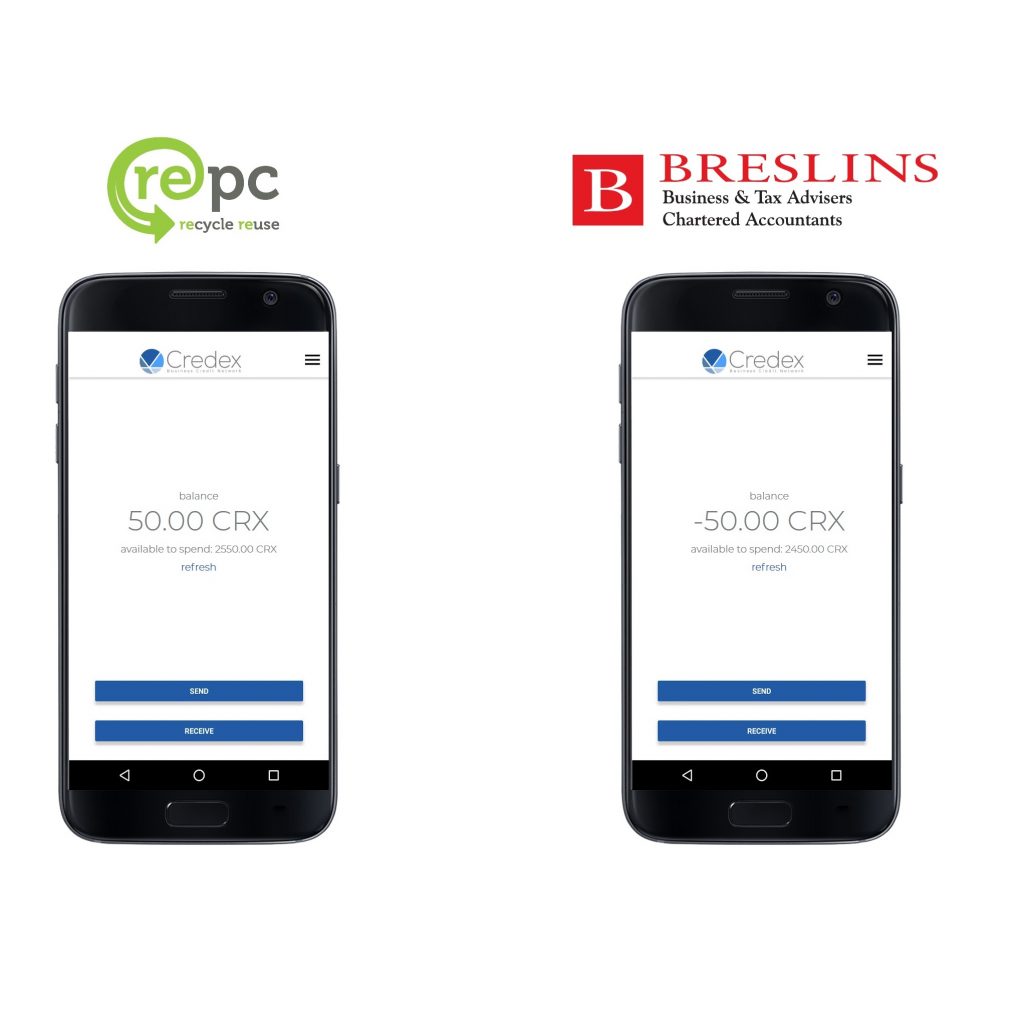 repc
recycle reuse
B BRESLINS
Business & Tax Advisers
Chartered Accountants
Credex
Business Credit Network
balance
50.00 CRX
available to spend: 2550.00 CRX
refresh
SEND
RECEIVE
Credex
Business Credit Network
balance
-50.00 CRX
available to spend: 2450.00 CRX
refresh
SEND
RECEIVE